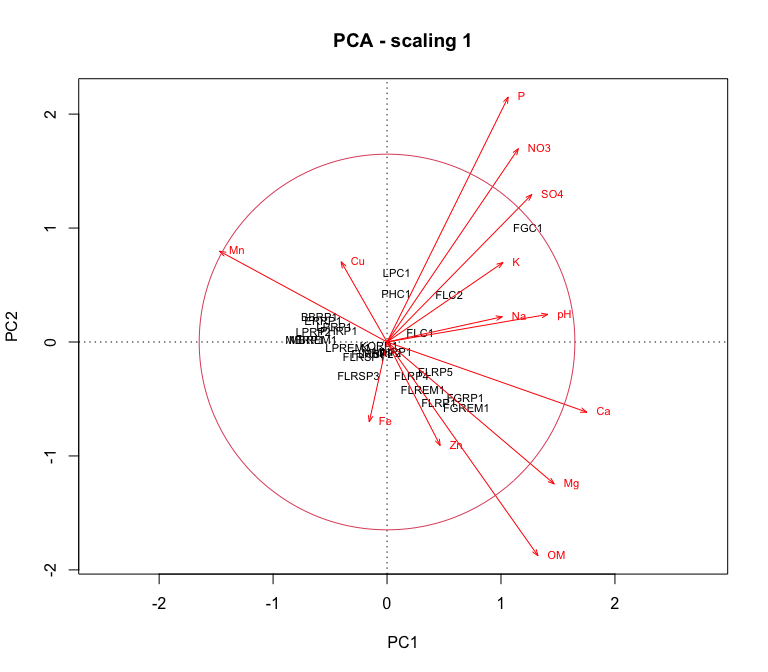 PCA - scaling 1
P
NO3
SO4
FGC1
Mn
Cu
K
LPC1
PHC1
FLC2
Na
pH
FLC1
KORP1
FLRP5
FLRSP3
FLRP4
FLREM1
FGRP1
FLRP1
FGREM1
Fe
Zn
Ca
Mg
OM
PC1
PC2
-2
-1
0
1
2
-2
-1
0
1
2